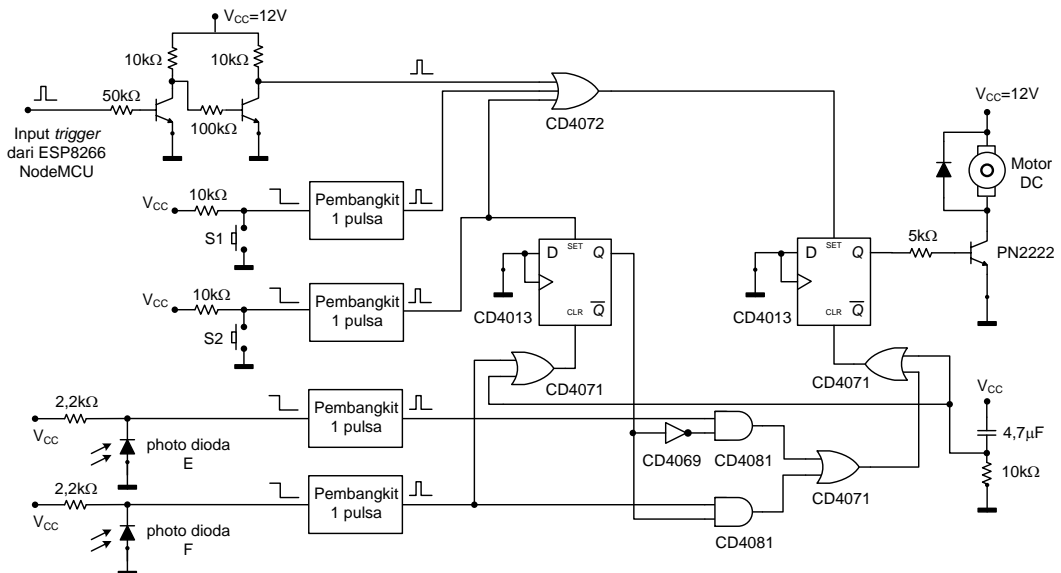 VCC=12V
10kΩ
10kΩ
50kΩ
100kΩ
Input trigger
dari ESP8266
NodeMCU
CD4072
VCC=12V
Motor
DC
VCC
10kΩ
S1
Pembangkit
1 pulsa
D
SET
Q
CLR
Q
CD4013
D
SET
Q
CLR
Q
CD4013
5kΩ
PN2222
VCC
10kΩ
S2
Pembangkit
1 pulsa
CD4071
CD4071
VCC
4,7μF
10kΩ
2,2kΩ
VCC
photo dioda
E
Pembangkit
1 pulsa
CD4069
CD4081
CD4071
2,2kΩ
VCC
photo dioda
F
Pembangkit
1 pulsa
CD4081